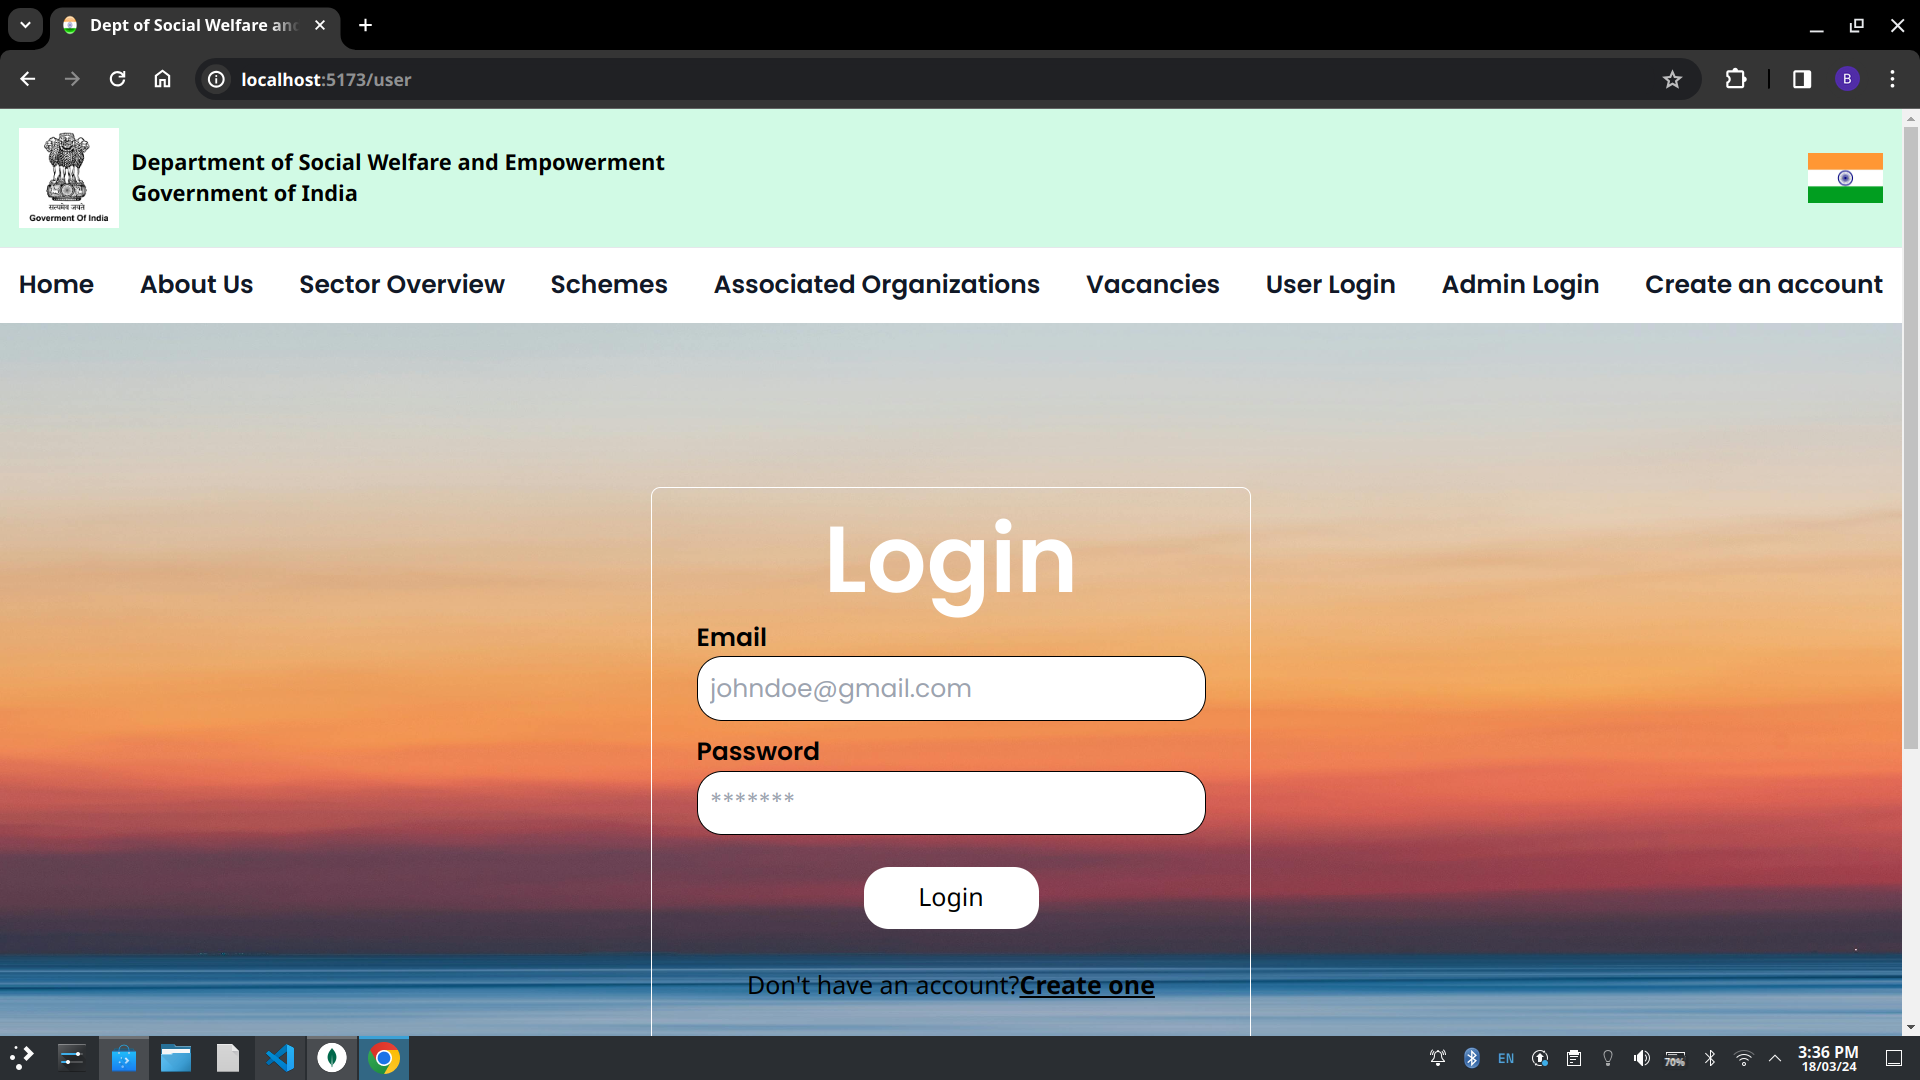 Dept of Social Welfare and
localhost:5173/user
B
सत्यमेव जयते
Goverment Of India
Department of Social Welfare and Empowerment
Government of India
Home About Us Sector Overview Schemes Associated Organizations Vacancies User Login Admin Login Create an account
Login
Email
johndoe@gmail.com
Password
*******
Login
Don't have an account?Create one
EN
70%
3:36 PM
18/03/24